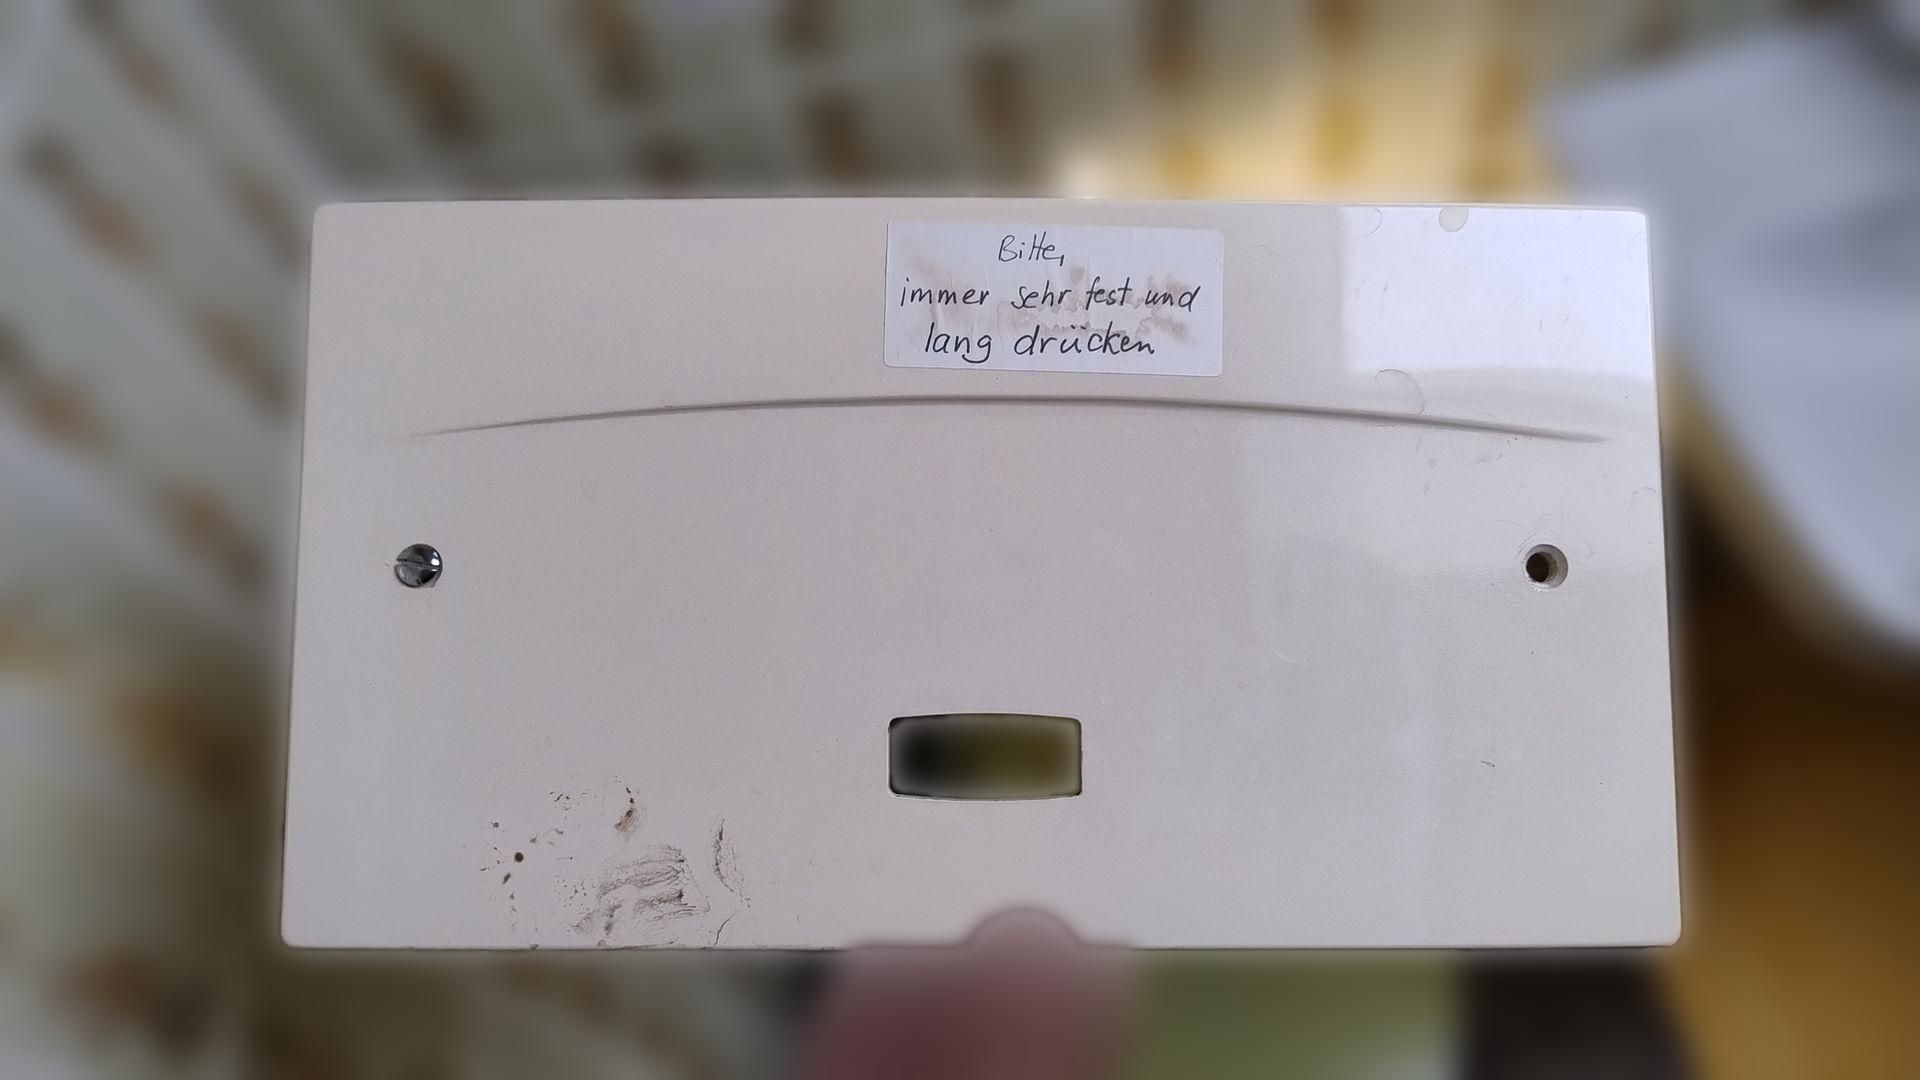 Bitte,
immer sehr fest und
lang drücken